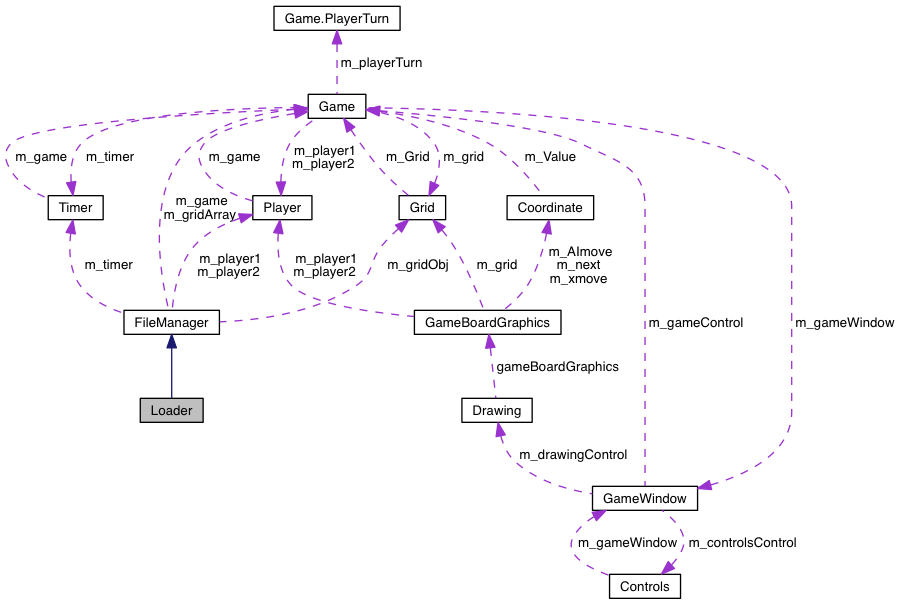 Game.PlayerTurn
m_playerTurn
Game
m_game
m_timer
m_game
m_player1
m_player2
m_Grid
m_grid
m_Value
m_game
m_gridArray
Timer
Player
Grid
Coordinate
m_timer
m_player1
m_player2
m_player1
m_player2
m_gridObj
m_grid
m_AImove
m_next
m_xmove
FileManager
GameBoardGraphics
m_gameControl
m_gameWindow
gameBoardGraphics
Loader
Drawing
m_drawingControl
GameWindow
m_gameWindow
m_controlsControl
Controls